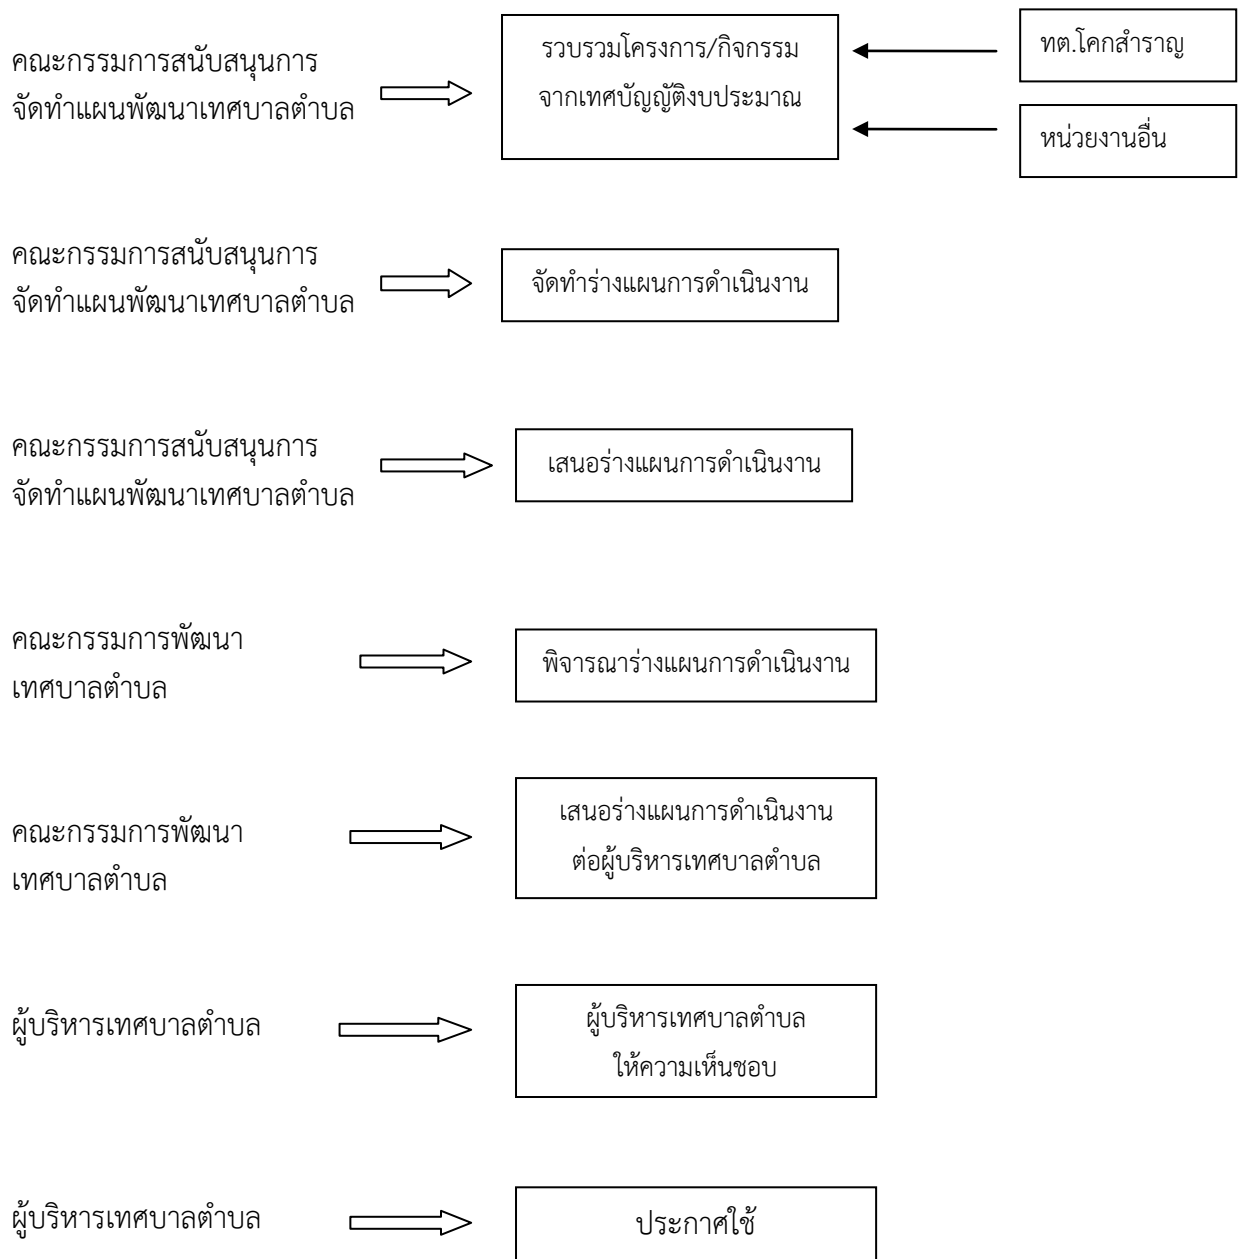 คณะกรรมการสนับสนุนการ
จัดทำแผนพัฒนาเทศบาลตำบล
รวบรวมโครงการ/กิจกรรม
จากเทศบัญญัติงบประมาณ
ทต.โคกสำราญ
หน่วยงานอื่น
คณะกรรมการสนับสนุนการ
จัดทำแผนพัฒนาเทศบาลตำบล
จัดทำร่างแผนการดำเนินงาน
คณะกรรมการสนับสนุนการ
จัดทำแผนพัฒนาเทศบาลตำบล
เสนอร่างแผนการดำเนินงาน
คณะกรรมการพัฒนา
เทศบาลตำบล
พิจารณาร่างแผนการดำเนินงาน
คณะกรรมการพัฒนา
เทศบาลตำบล
เสนอร่างแผนการดำเนินงาน
ต่อผู้บริหารเทศบาลตำบล
ผู้บริหารเทศบาลตำบล
ผู้บริหารเทศบาลตำบล
ให้ความเห็นชอบ
ผู้บริหารเทศบาลตำบล
ประกาศใช้